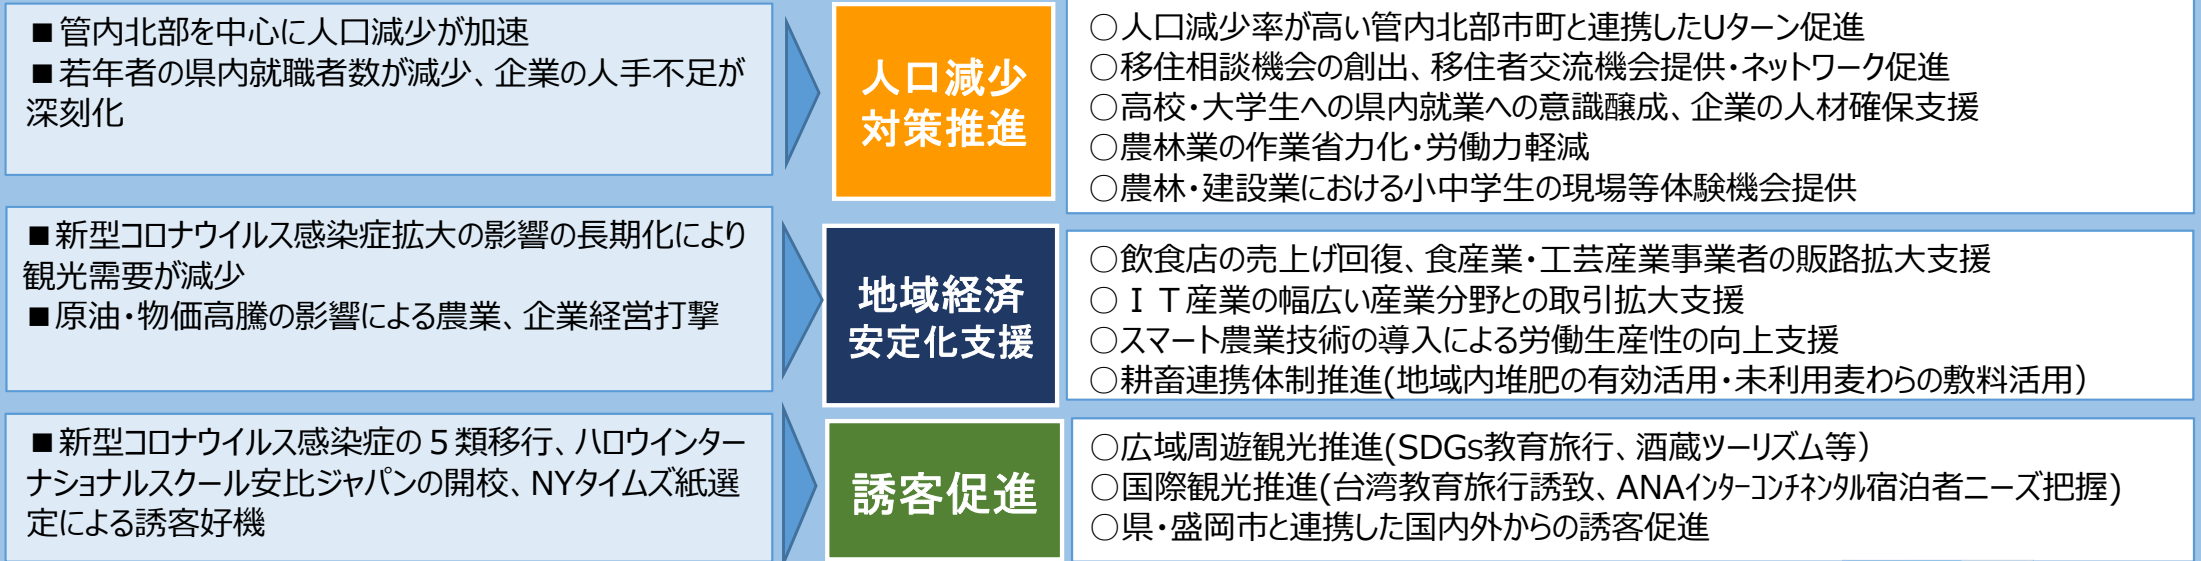 ■管内北部を中心に人口減少が加速
■若年者の県内就職者数が減少、企業の人手不足が
深刻化
人口減少
対策推進
○人口減少率が高い管内北部市町と連携したUターン促進
○移住相談機会の創出、移住者交流機会提供・ネットワーク促進
○高校・大学生への県内就業への意識醸成、企業の人材確保支援
○農林業の作業省力化・労働力軽減
○農林・建設業における小中学生の現場等体験機会提供
■新型コロナウイルス感染症拡大の影響の長期化により
観光需要が減少
■原油・物価高騰の影響による農業、企業経営打撃
地域経済
安定化支援
○飲食店の売上げ回復、食産業・工芸産業事業者の販路拡大支援
○ＩＴ産業の幅広い産業分野との取引拡大支援
○スマート農業技術の導入による労働生産性の向上支援
○耕畜連携体制推進(地域内堆肥の有効活用・未利用麦わらの敷料活用）
■新型コロナウイルス感染症の５類移行、ハロウインター
ナショナルスクール安比ジャパンの開校、NYタイムズ紙選
定による誘客好機
誘客促進
○広域周遊観光推進(SDGs教育旅行、酒蔵ツーリズム等）
○国際観光推進(台湾教育旅行誘致、ANAインターコンチネンタル宿泊者ニーズ把握)
○県・盛岡市と連携した国内外からの誘客促進